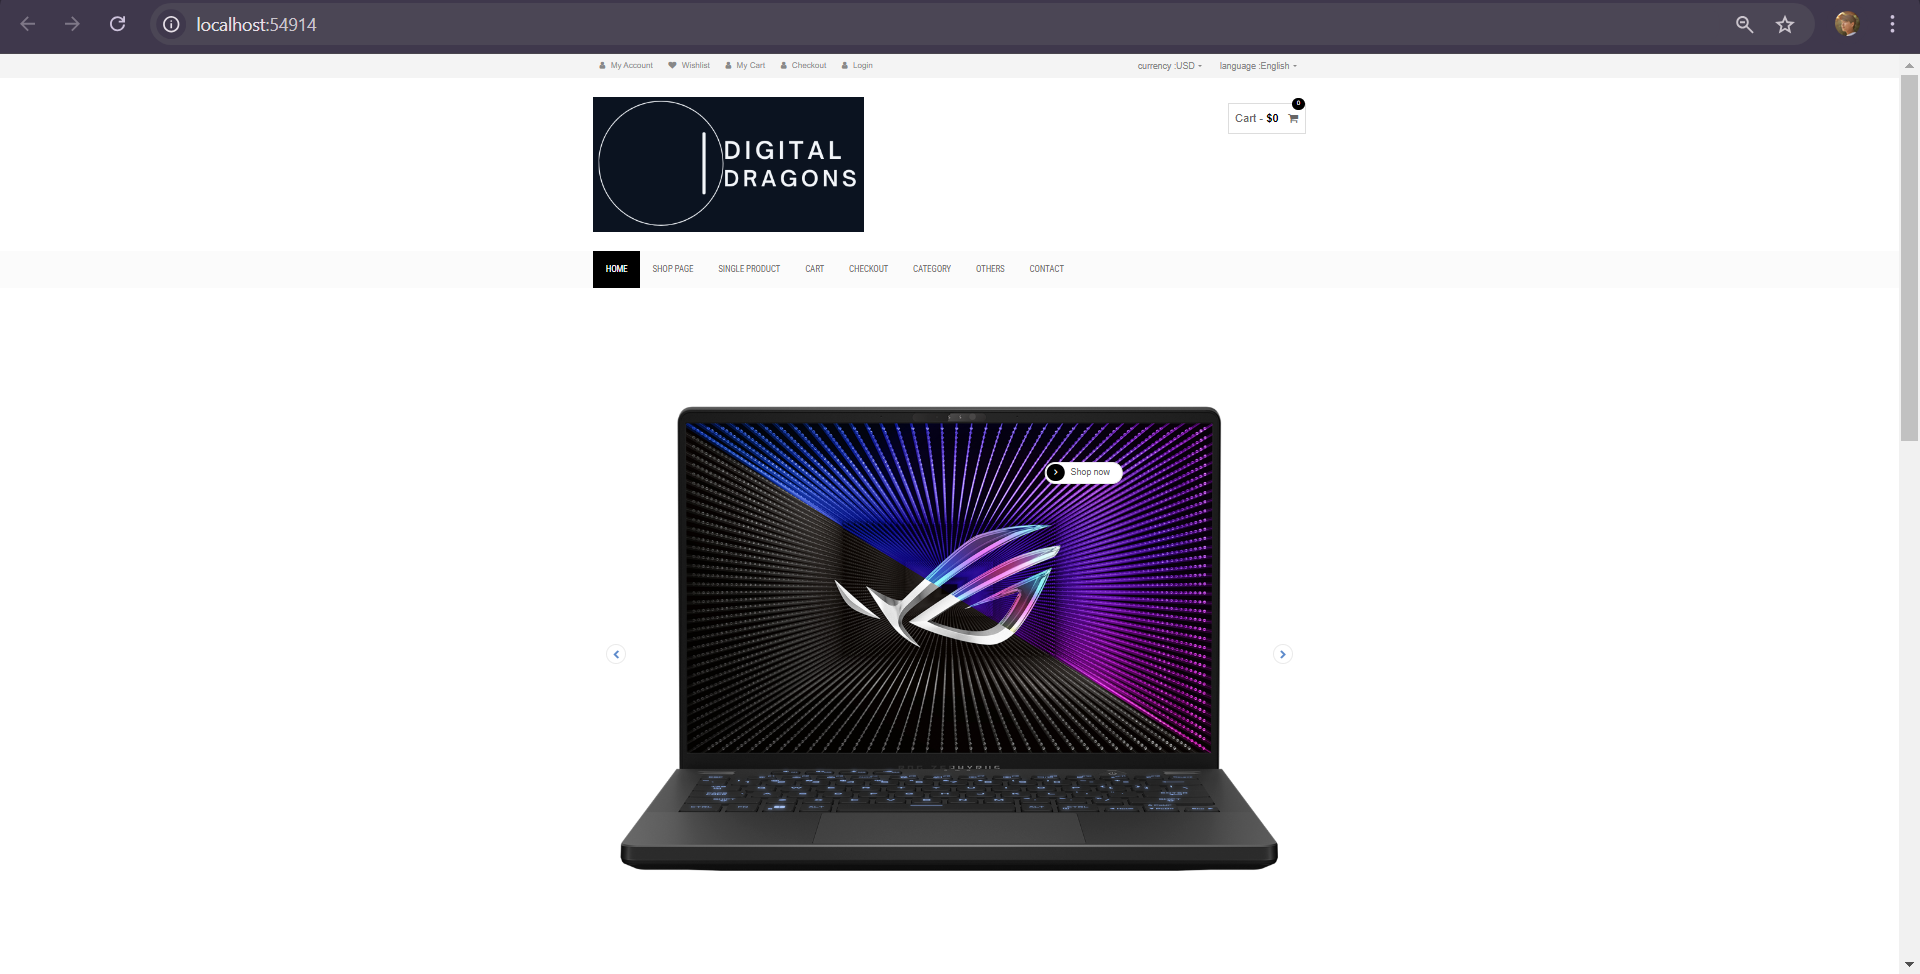 localhost:54914
My Account Wishlist My Cart Checkout Login currency :USD language :English
DIGITAL
DRAGONS
Cart - $0
0
HOME SHOP PAGE SINGLE PRODUCT CART CHECKOUT CATEGORY OTHERS CONTACT
Shop now